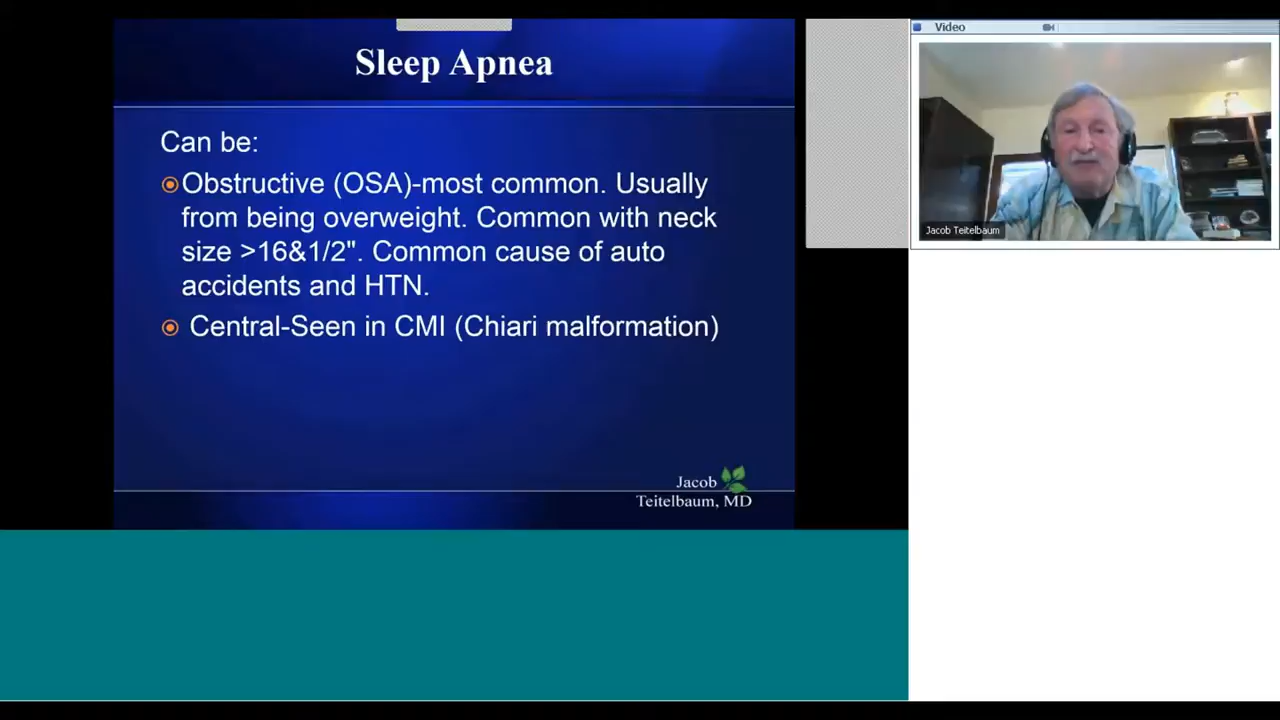 Sleep Apnea
Can be:
Obstructive (OSA)-most common. Usually
from being overweight. Common with neck
size >16&1/2". Common cause of auto
accidents and HTN.
Central-Seen in CMI (Chiari malformation)
Jacob
Teitelbaum, MD
Video
Jacob Teitelbaum